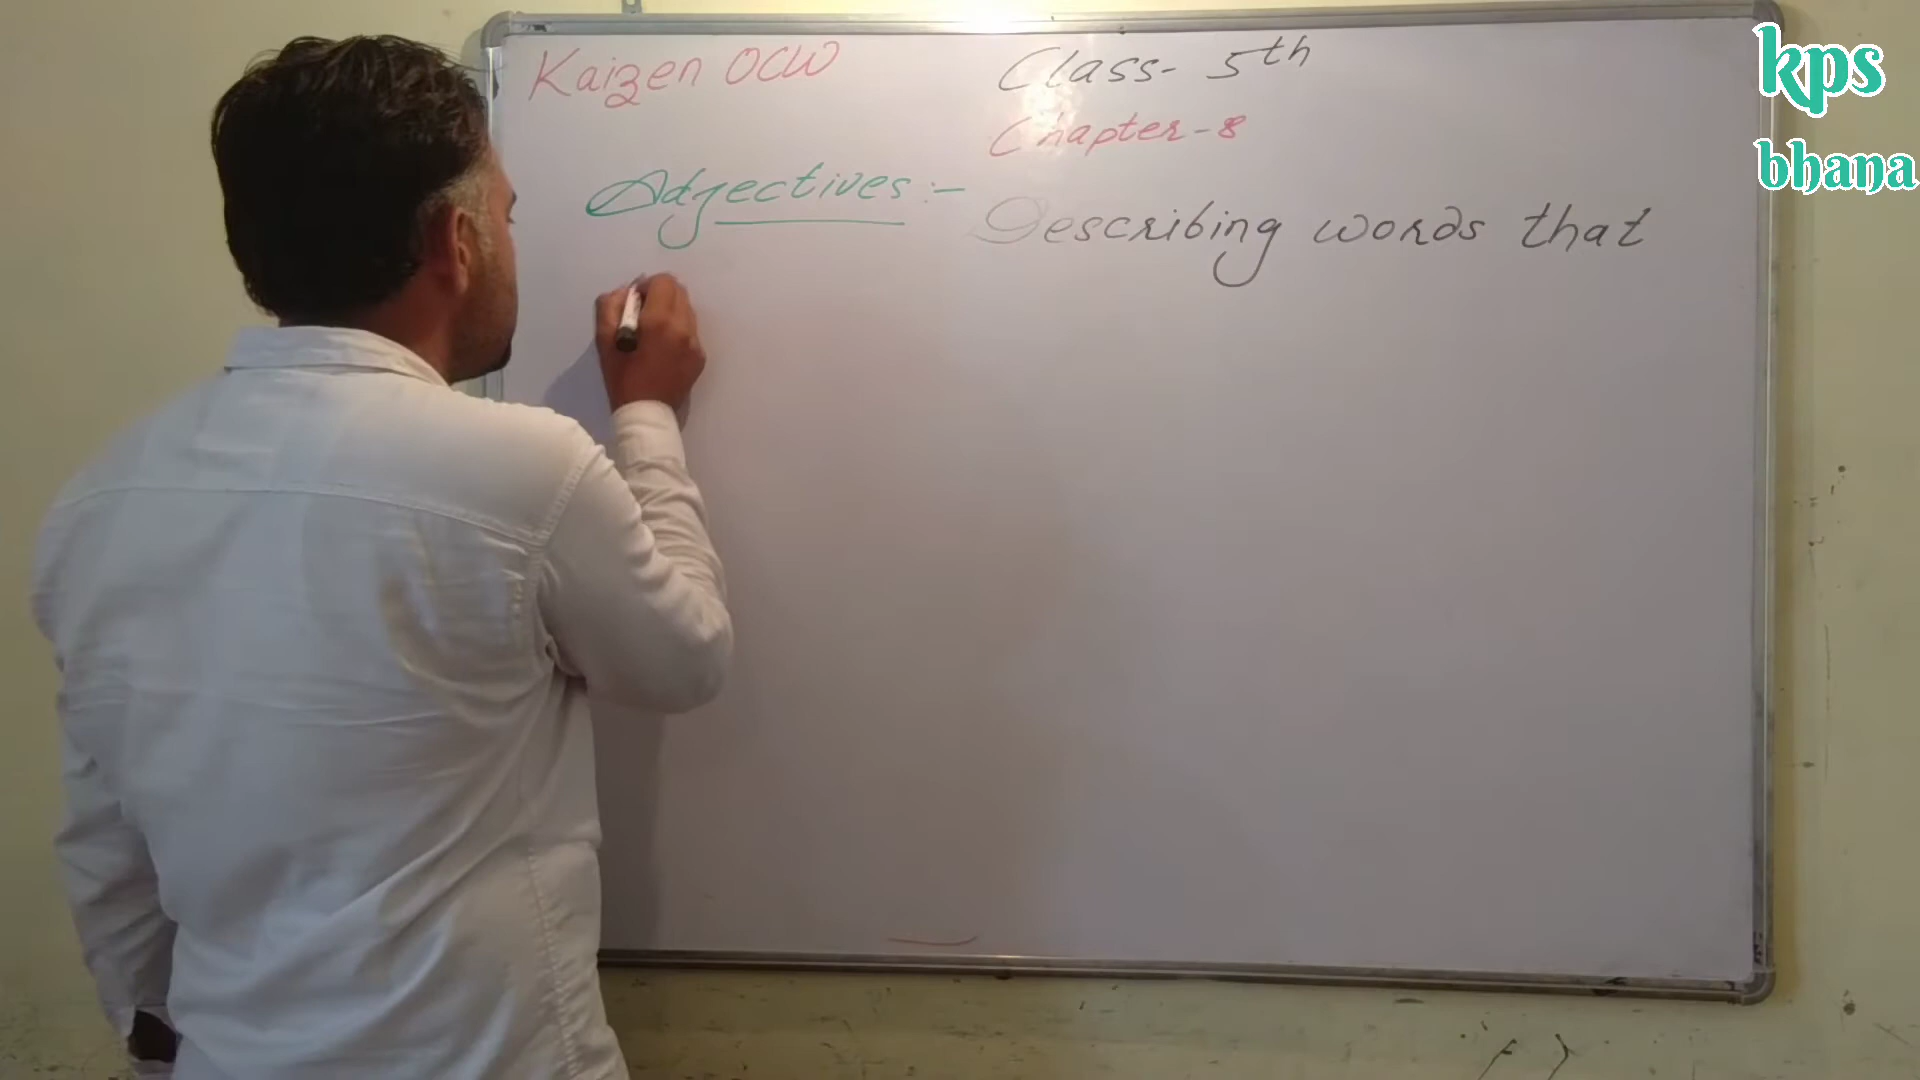 Kaizen OCW
Class- 5th
Chapter-8
Adjectives:- Describing words that
kps
bhana